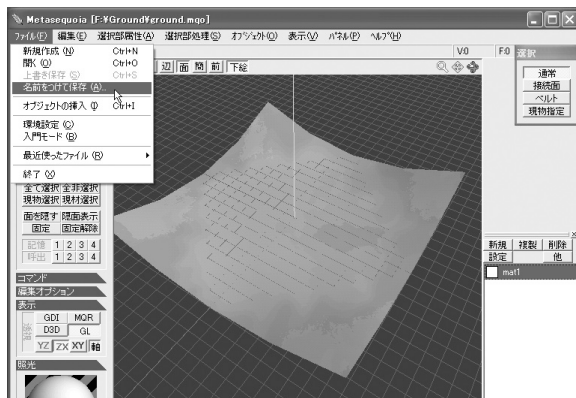 Metasequoia [F:¥Ground¥ground.mqo]
ファイル(F) 編集(E) 選択部属性(A) 選択部処理(S) オブジェクト(O) 表示(V) パネル(P) ヘルプ(H)
新規作成 (N) Ctrl+N
開く (O) Ctrl+O
上書き保存 (S) Ctrl+S
名前をつけて保存 (A)...
オブジェクトの挿入 (I) Ctrl+I
環境設定 (C)
入門モード (B)
最近使ったファイル (R)
終了 (X)
辺 面 簡 前 下絵
V:0 F:0
選択
通常
接続面
ベルト
現物指定
全て選択 全非選択
現物選択 現材選択
面を隠す 隠面表示
固定 固定解除
記憶 1 2 3 4
呼出 1 2 3 4
コマンド
編集オプション
表示
GDI MQR
D3D GL
YZ ZX XY 軸
照光
新規 複製 削除
設定 他
mat1